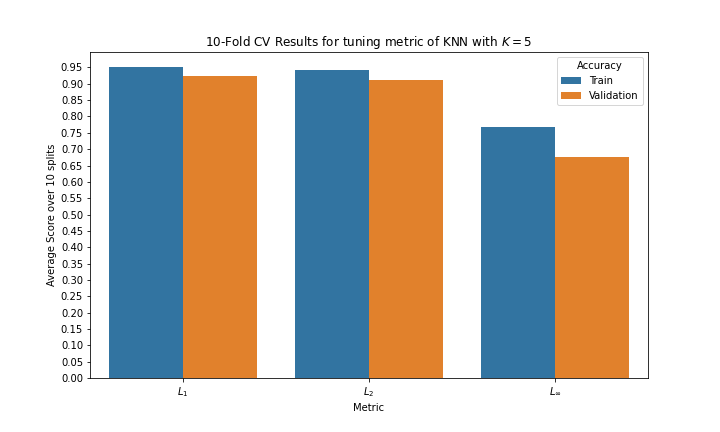 10-Fold CV Results for tuning metric of KNN with K = 5
Accuracy
Train
Validation
Average Score over 10 splits
0.95
0.90
0.85
0.80
0.75
0.70
0.65
0.60
0.55
0.50
0.45
0.40
0.35
0.30
0.25
0.20
0.15
0.10
0.05
0.00
L₁ L₂ L∞
Metric